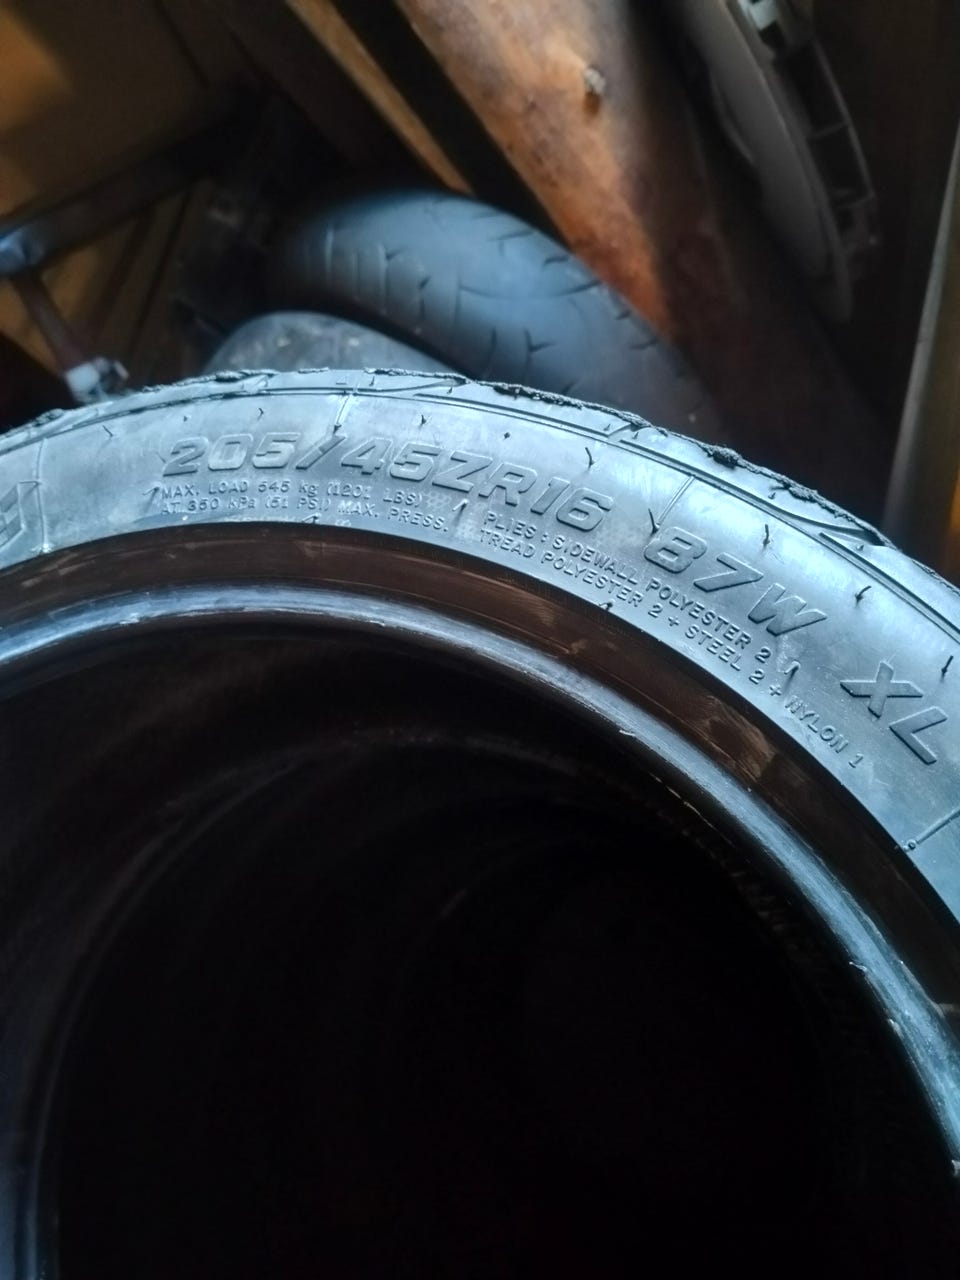 205/45ZR16 87W XL
MAX. LOAD 545 kg (1201 LBS)
AT 350 kPa (51 PSI) MAX. PRESS.
PLIES : SIDEWALL POLYESTER 2
TREAD POLYESTER 2 + STEEL 2 + NYLON 1